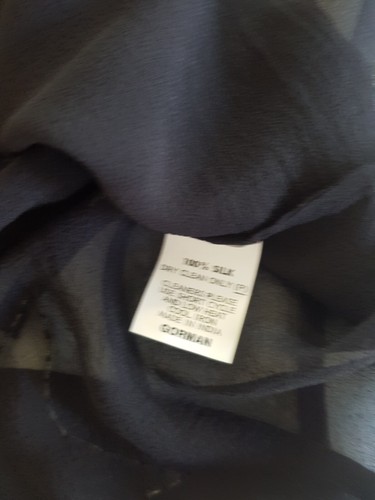 100% SILK
DRY CLEAN ONLY P
CLEANERS PLEASE
USE SHORT CYCLE
AND LOW HEAT
COOL IRON
MADE IN INDIA
GORMAN